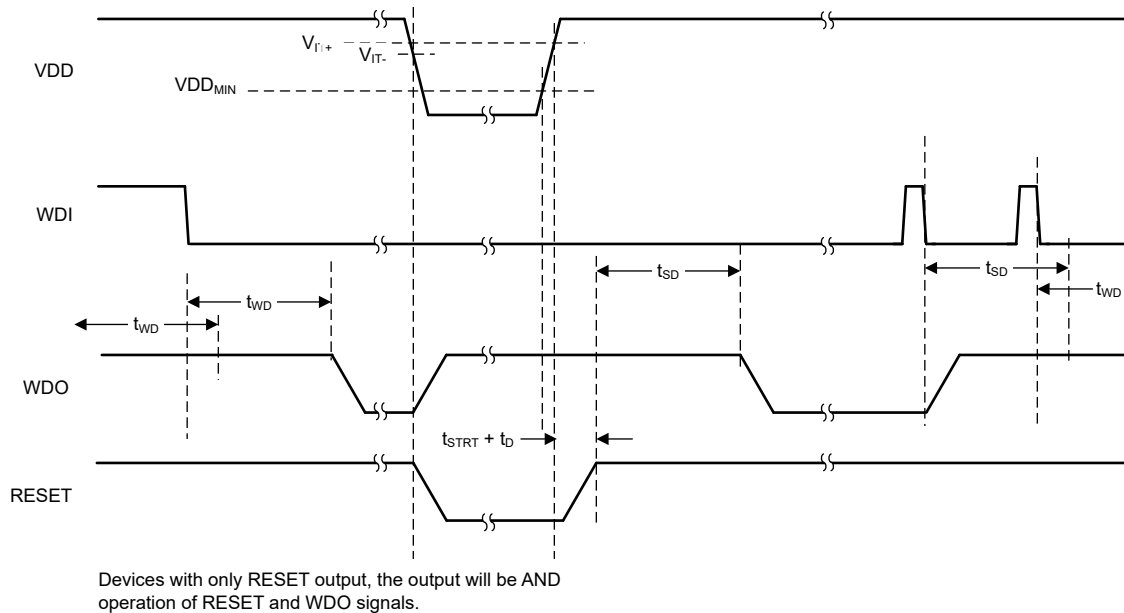 V_IT+
V_IT-
VDD
VDD_MIN
WDI
t_SD
t_SD
t_WD
t_WD
t_WD
WDO
t_STRT + t_D
RESET
Devices with only RESET output, the output will be AND
operation of RESET and WDO signals.